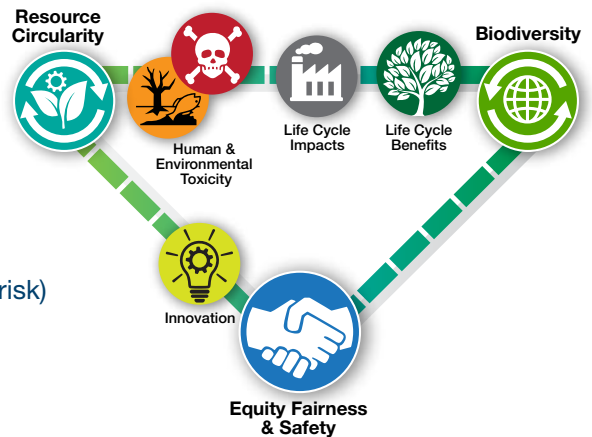 Resource
Circularity
Biodiversity
Human &
Environmental
Toxicity
Life Cycle
Impacts
Life Cycle
Benefits
risk)
Innovation
Equity Fairness
& Safety